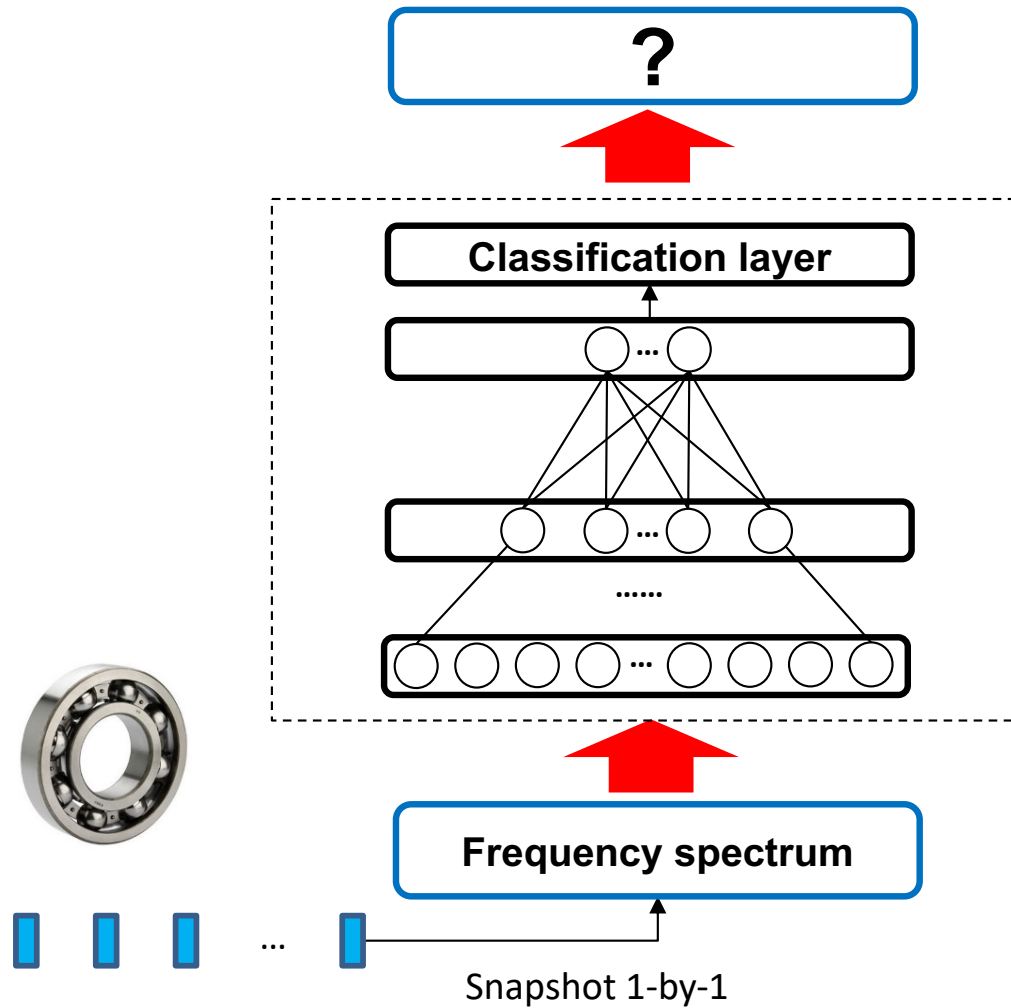 ?
Classification layer
...
...
......
...
Frequency spectrum
...
Snapshot 1-by-1